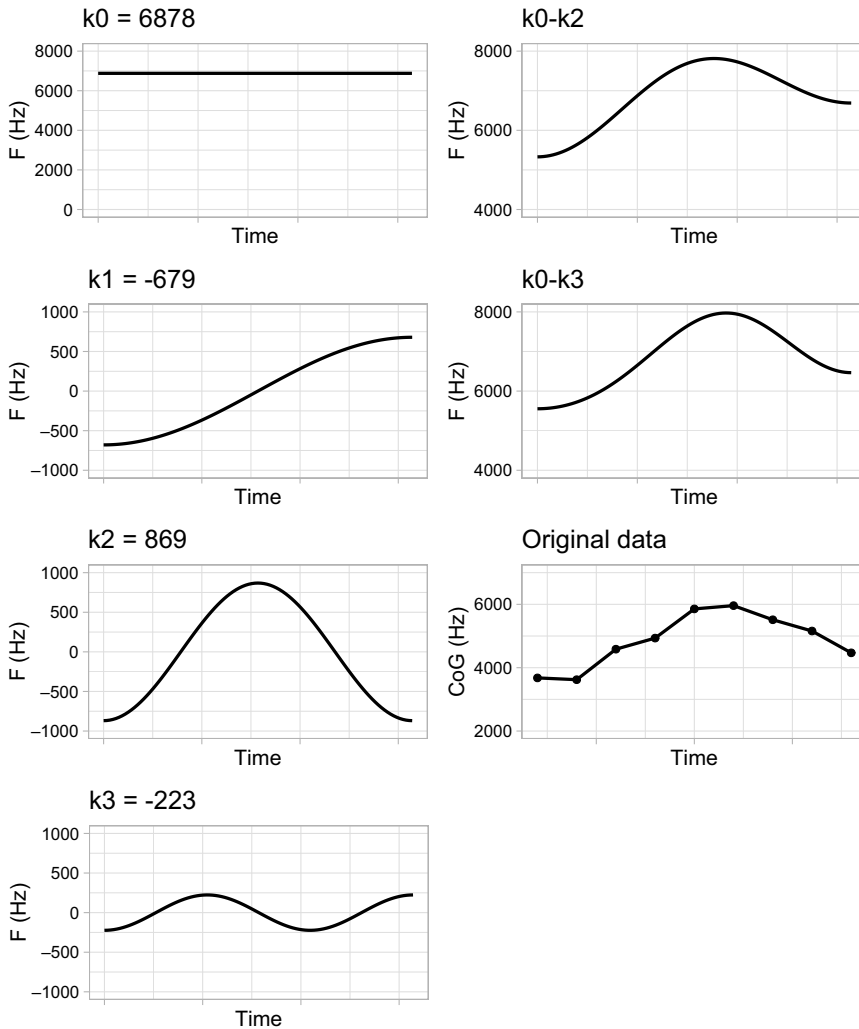 k0 = 6878
8000
6000
4000
2000
0
F (Hz)
Time
k0-k2
8000
6000
4000
F (Hz)
Time
k1 = -679
1000
500
0
−500
−1000
F (Hz)
Time
k0-k3
8000
6000
4000
F (Hz)
Time
k2 = 869
1000
500
0
−500
−1000
F (Hz)
Time
Original data
6000
4000
2000
CoG (Hz)
Time
k3 = -223
1000
500
0
−500
−1000
F (Hz)
Time